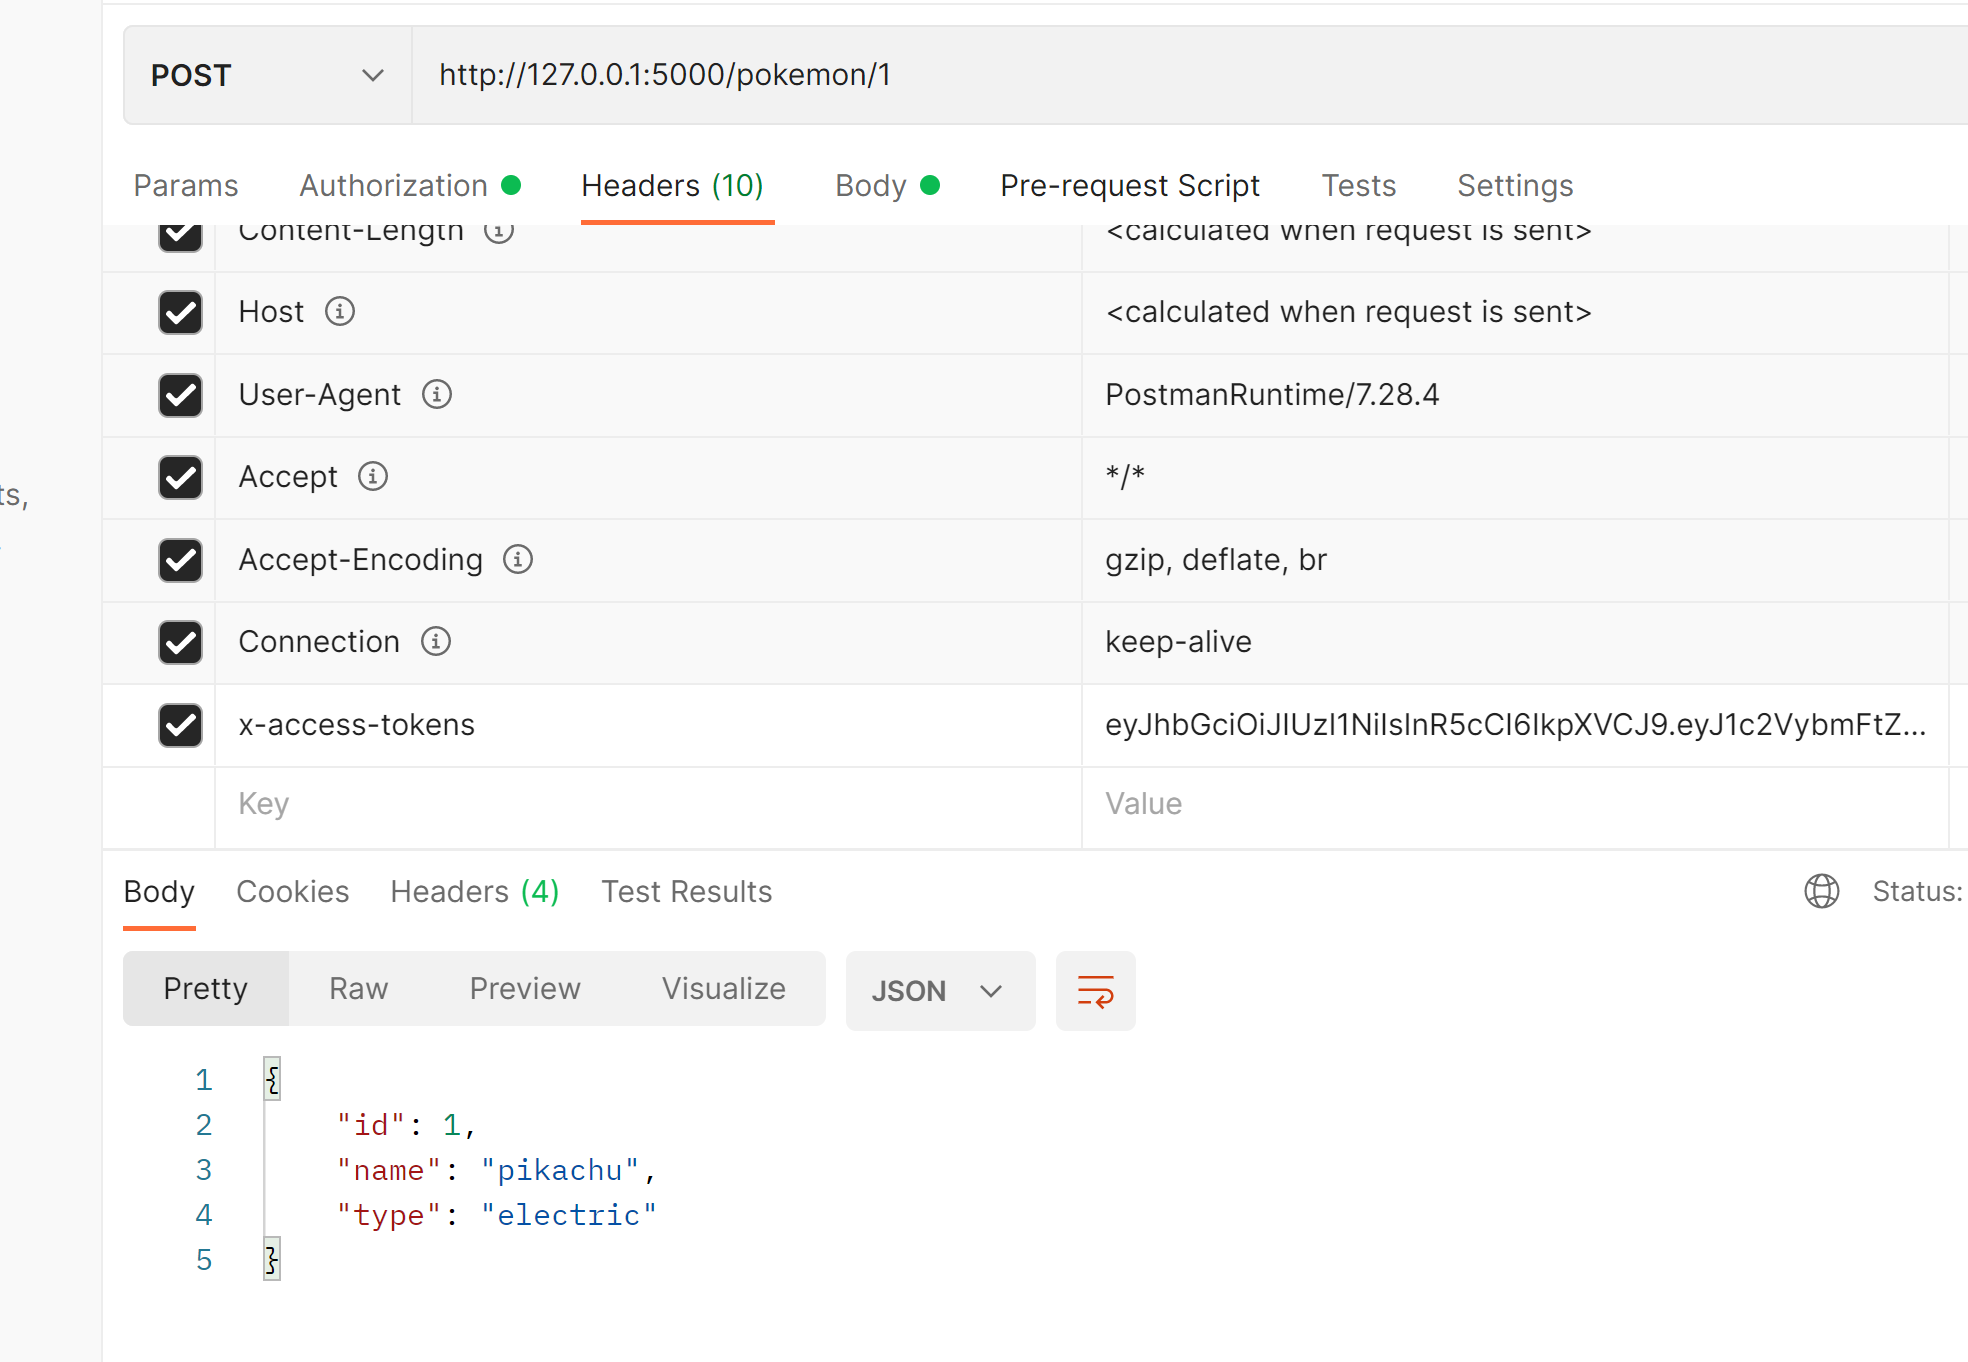 POST http://127.0.0.1:5000/pokemon/1
Params Authorization Headers (10) Body Pre-request Script Tests Settings
Content-Length <calculated when request is sent>
Host <calculated when request is sent>
User-Agent PostmanRuntime/7.28.4
Accept */*
ts,
Accept-Encoding gzip, deflate, br
Connection keep-alive
x-access-tokens eyJhbGciOiJIUzI1NiIsInR5cCI6IkpXVCJ9.eyJ1c2VybmFtZ...
Key Value
Body Cookies Headers (4) Test Results Status:
Pretty Raw Preview Visualize JSON
1 {
2 "id": 1,
3 "name": "pikachu",
4 "type": "electric"
5 }